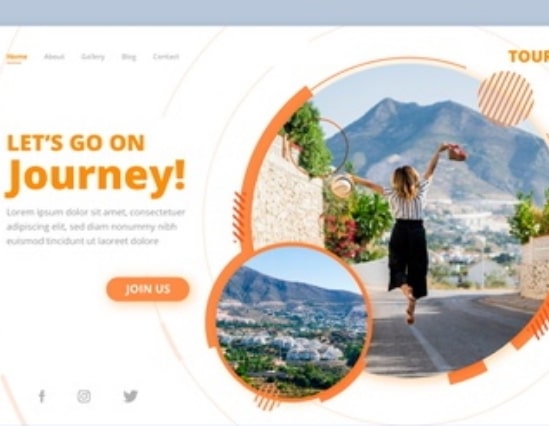 Home About Gallery Blog Contact
TOUR
LET'S GO ON
Journey!
Lorem ipsum dolor sit amet, consectetuer
adipiscing elit, sed diam nonummy nibh
euismod tincidunt ut laoreet dolore
JOIN US